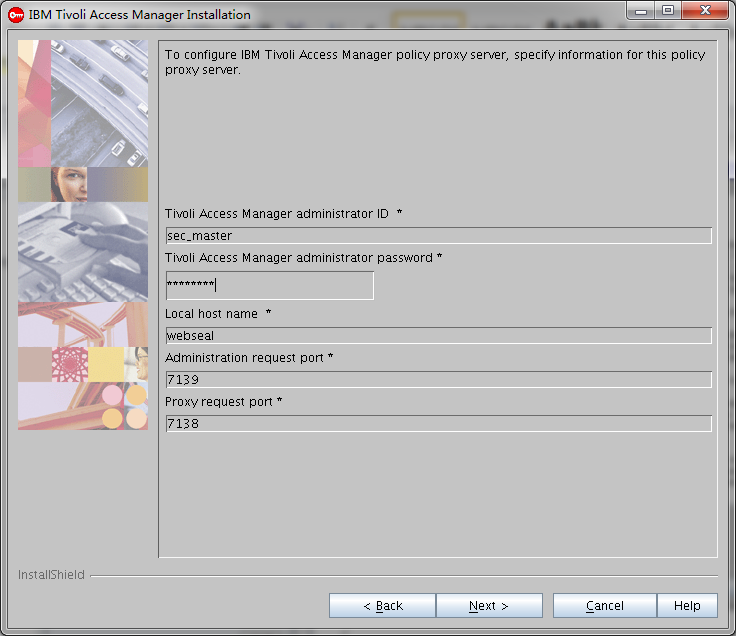 IBM Tivoli Access Manager Installation
To configure IBM Tivoli Access Manager policy proxy server, specify information for this policy
proxy server.
Tivoli Access Manager administrator ID *
sec_master
Tivoli Access Manager administrator password *
********
Local host name *
webseal
Administration request port *
7139
Proxy request port *
7138
InstallShield
< Back
Next >
Cancel
Help